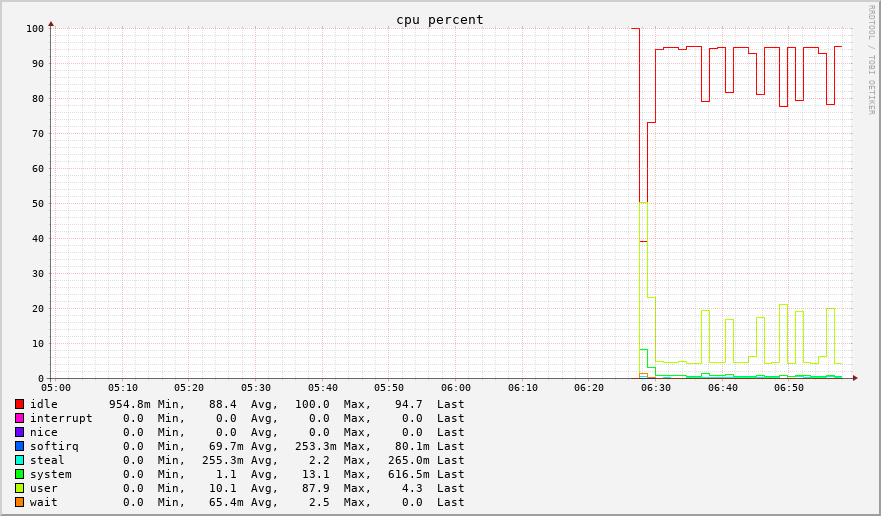 cpu percent
RRDTOOL / TOBI OETIKER
100
90
80
70
60
50
40
30
20
10
0
05:00 05:10 05:20 05:30 05:40 05:50 06:00 06:10 06:20 06:30 06:40 06:50
idle 954.8m Min, 88.4 Avg, 100.0 Max, 94.7 Last
interrupt 0.0 Min, 0.0 Avg, 0.0 Max, 0.0 Last
nice 0.0 Min, 0.0 Avg, 0.0 Max, 0.0 Last
softirq 0.0 Min, 69.7m Avg, 253.3m Max, 80.1m Last
steal 0.0 Min, 255.3m Avg, 2.2 Max, 265.0m Last
system 0.0 Min, 1.1 Avg, 13.1 Max, 616.5m Last
user 0.0 Min, 10.1 Avg, 87.9 Max, 4.3 Last
wait 0.0 Min, 65.4m Avg, 2.5 Max, 0.0 Last